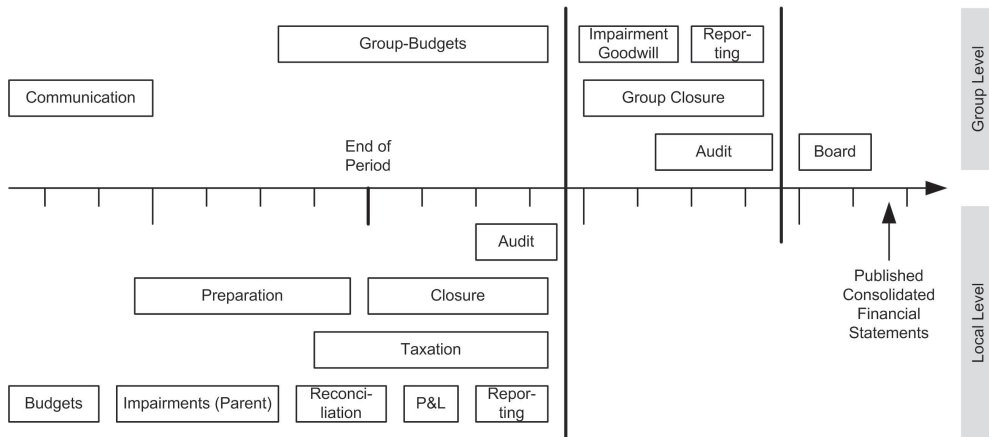 Group-Budgets
Impairment
Goodwill
Repor-
ting
Communication
Group Closure
Audit
Board
Group Level
End of
Period
Audit
Preparation
Closure
Taxation
Budgets
Impairments (Parent)
Reconci-
liation
P&L
Repor-
ting
Published
Consolidated
Financial
Statements
Local Level